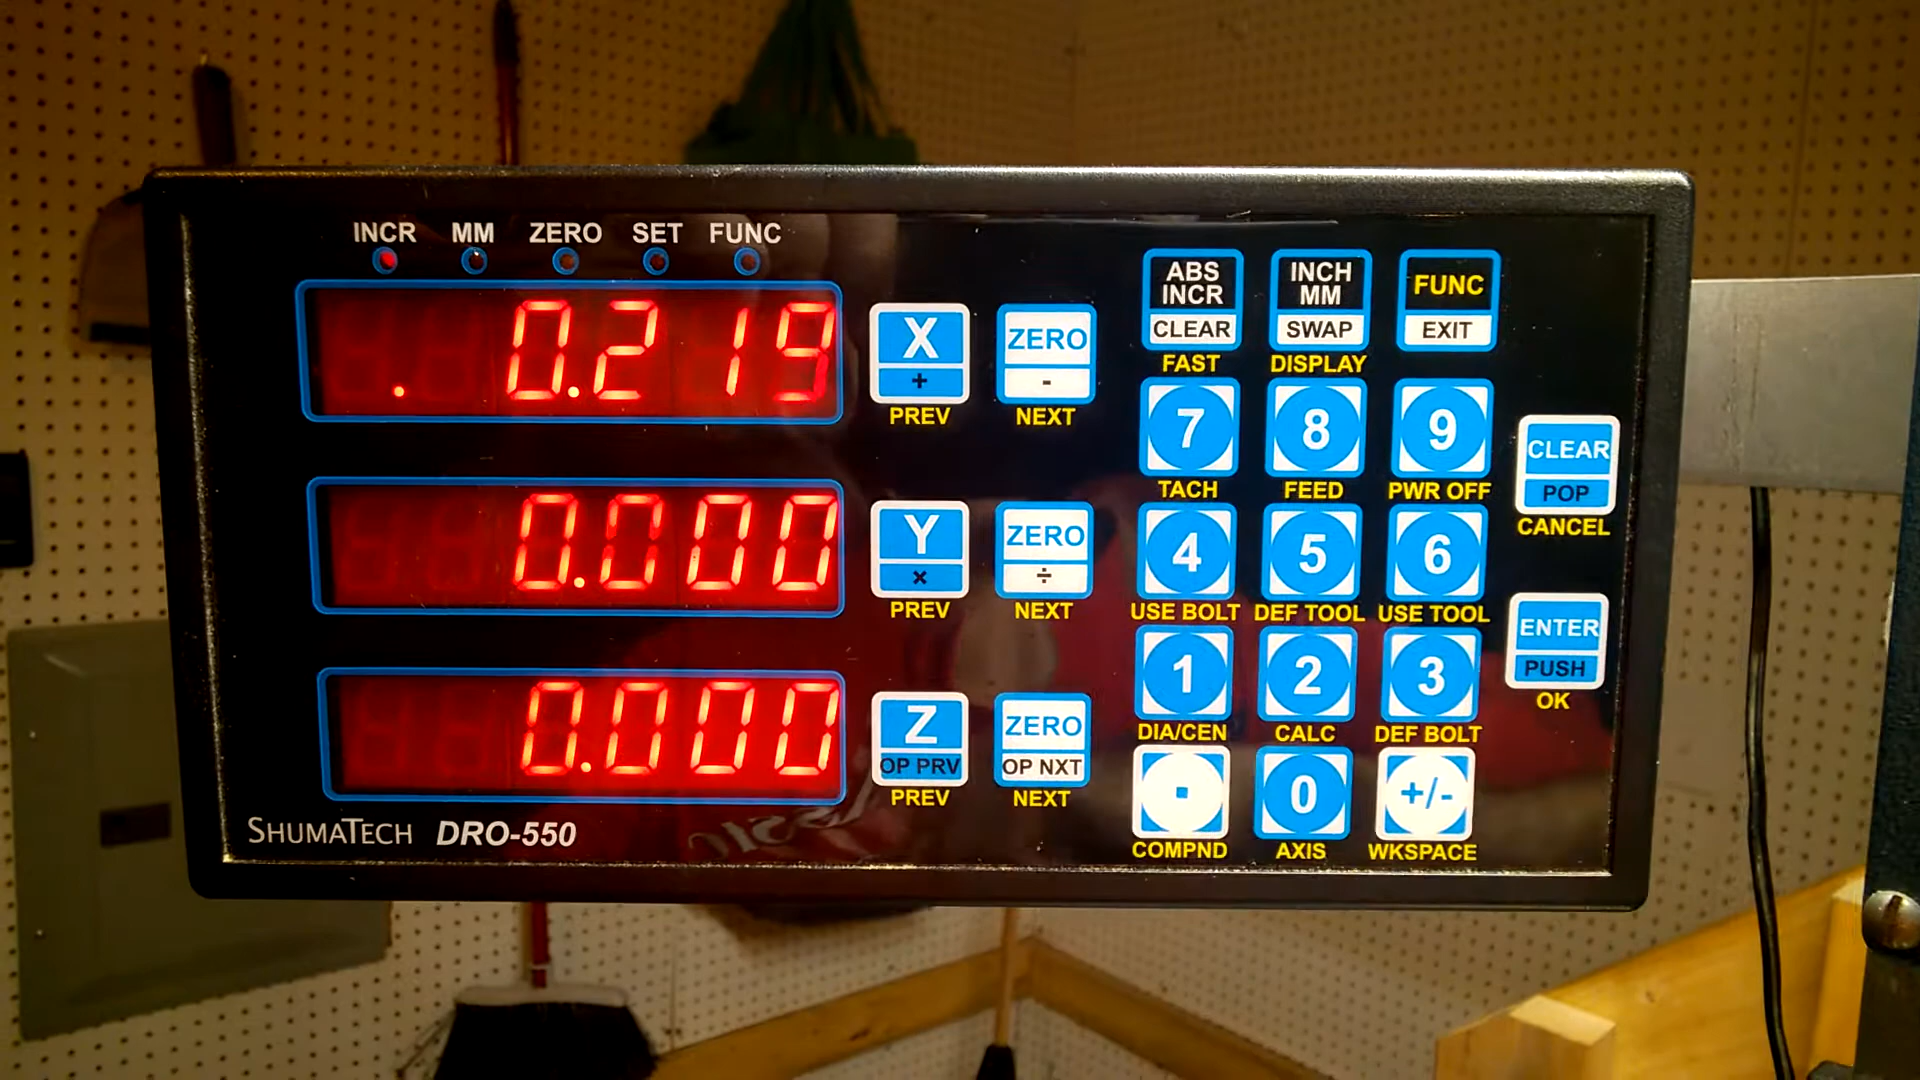 INCR MM ZERO SET FUNC
. 0.219
0.000
0.000
X
+
PREV
ZERO
-
NEXT
Y
×
PREV
ZERO
÷
NEXT
Z
OP PRV
PREV
ZERO
OP NXT
NEXT
ABS
INCR
CLEAR
FAST
INCH
MM
SWAP
DISPLAY
FUNC
EXIT
7 8 9
TACH FEED PWR OFF
4 5 6
USE BOLT DEF TOOL USE TOOL
1 2 3
DIA/CEN CALC DEF BOLT
. 0 +/-
COMPND AXIS WKSPACE
CLEAR
POP
CANCEL
ENTER
PUSH
OK
SHUMATECH DRO-550